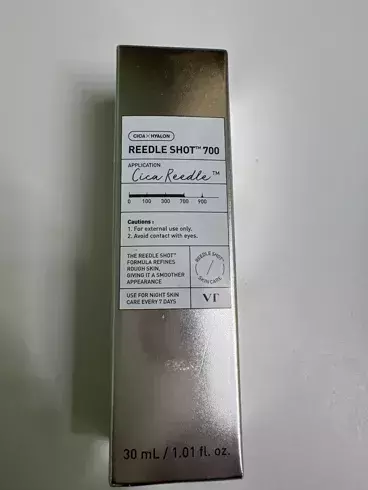 CICA × HYALON
REEDLE SHOT™ 700
APPLICATION
Cica Reedle™
0 100 300 700 900
Cautions :
1. For external use only.
2. Avoid contact with eyes.
THE REEDLE SHOT™
FORMULA REFINES
ROUGH SKIN,
GIVING IT A SMOOTHER
APPEARANCE
REEDLE SHOT
SKIN CARE
USE FOR NIGHT SKIN
CARE EVERY 7 DAYS
VT
30 mL / 1.01 fl. oz.